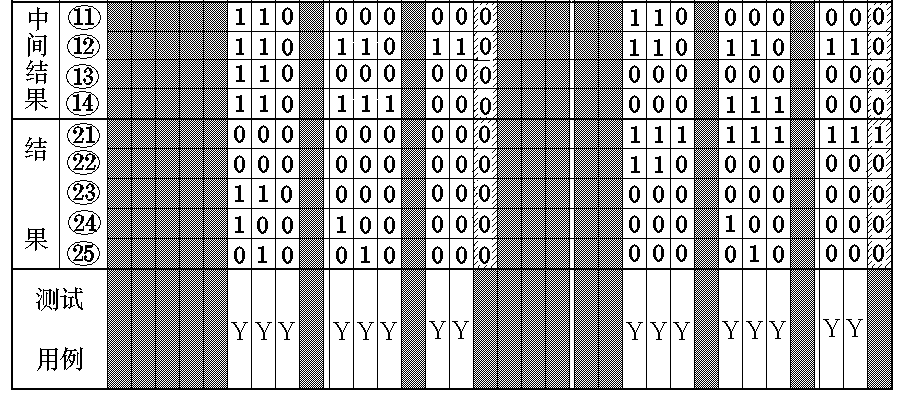 中间结果 ⑪ 1 1 0 0 0 0 0 0 0 1 1 0 0 0 0 0 0 0
⑫ 1 1 0 1 1 0 1 1 0 1 1 0 1 1 0 1 1 0
⑬ 1 1 0 0 0 0 0 0 0 0 0 0 0 0 0 0 0 0
⑭ 1 1 0 1 1 1 0 0 0 0 0 0 1 1 1 0 0 0
结果 ㉑ 0 0 0 0 0 0 0 0 0 1 1 1 1 1 1 1 1 1
㉒ 0 0 0 0 0 0 0 0 0 1 1 0 0 0 0 0 0 0
㉓ 1 1 0 0 0 0 0 0 0 0 0 0 0 0 0 0 0 0
㉔ 1 0 0 1 0 0 0 0 0 0 0 0 1 0 0 0 0 0
㉕ 0 1 0 0 1 0 0 0 0 0 0 0 0 1 0 0 0 0
测试
用例 Y Y Y Y Y Y Y Y Y Y Y Y Y Y Y Y